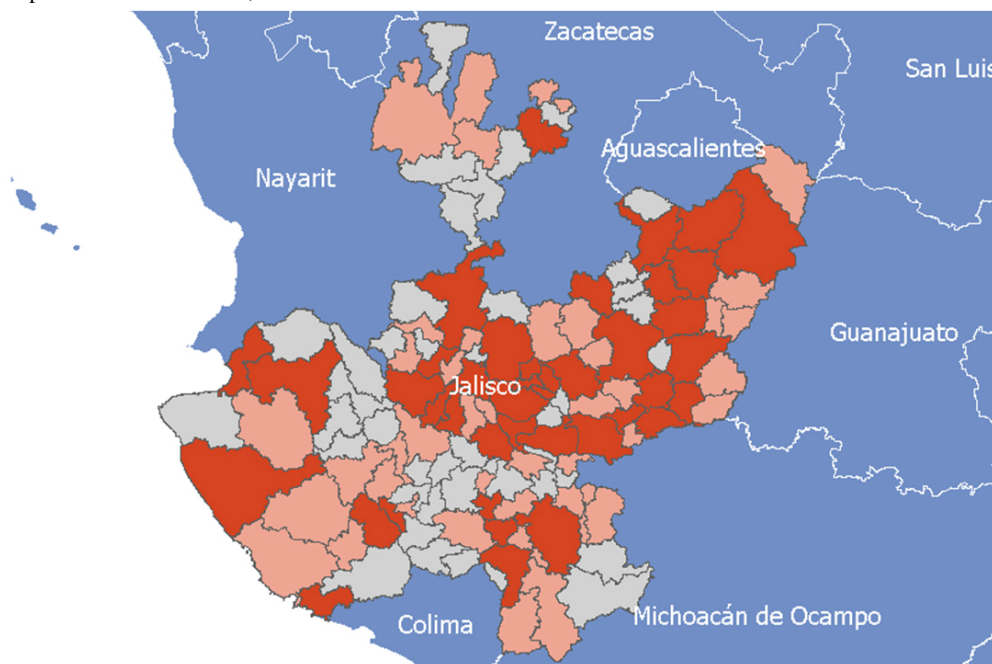 Zacatecas
San Luis
Aguascalientes
Nayarit
Guanajuato
Jalisco
Michoacán de Ocampo
Colima